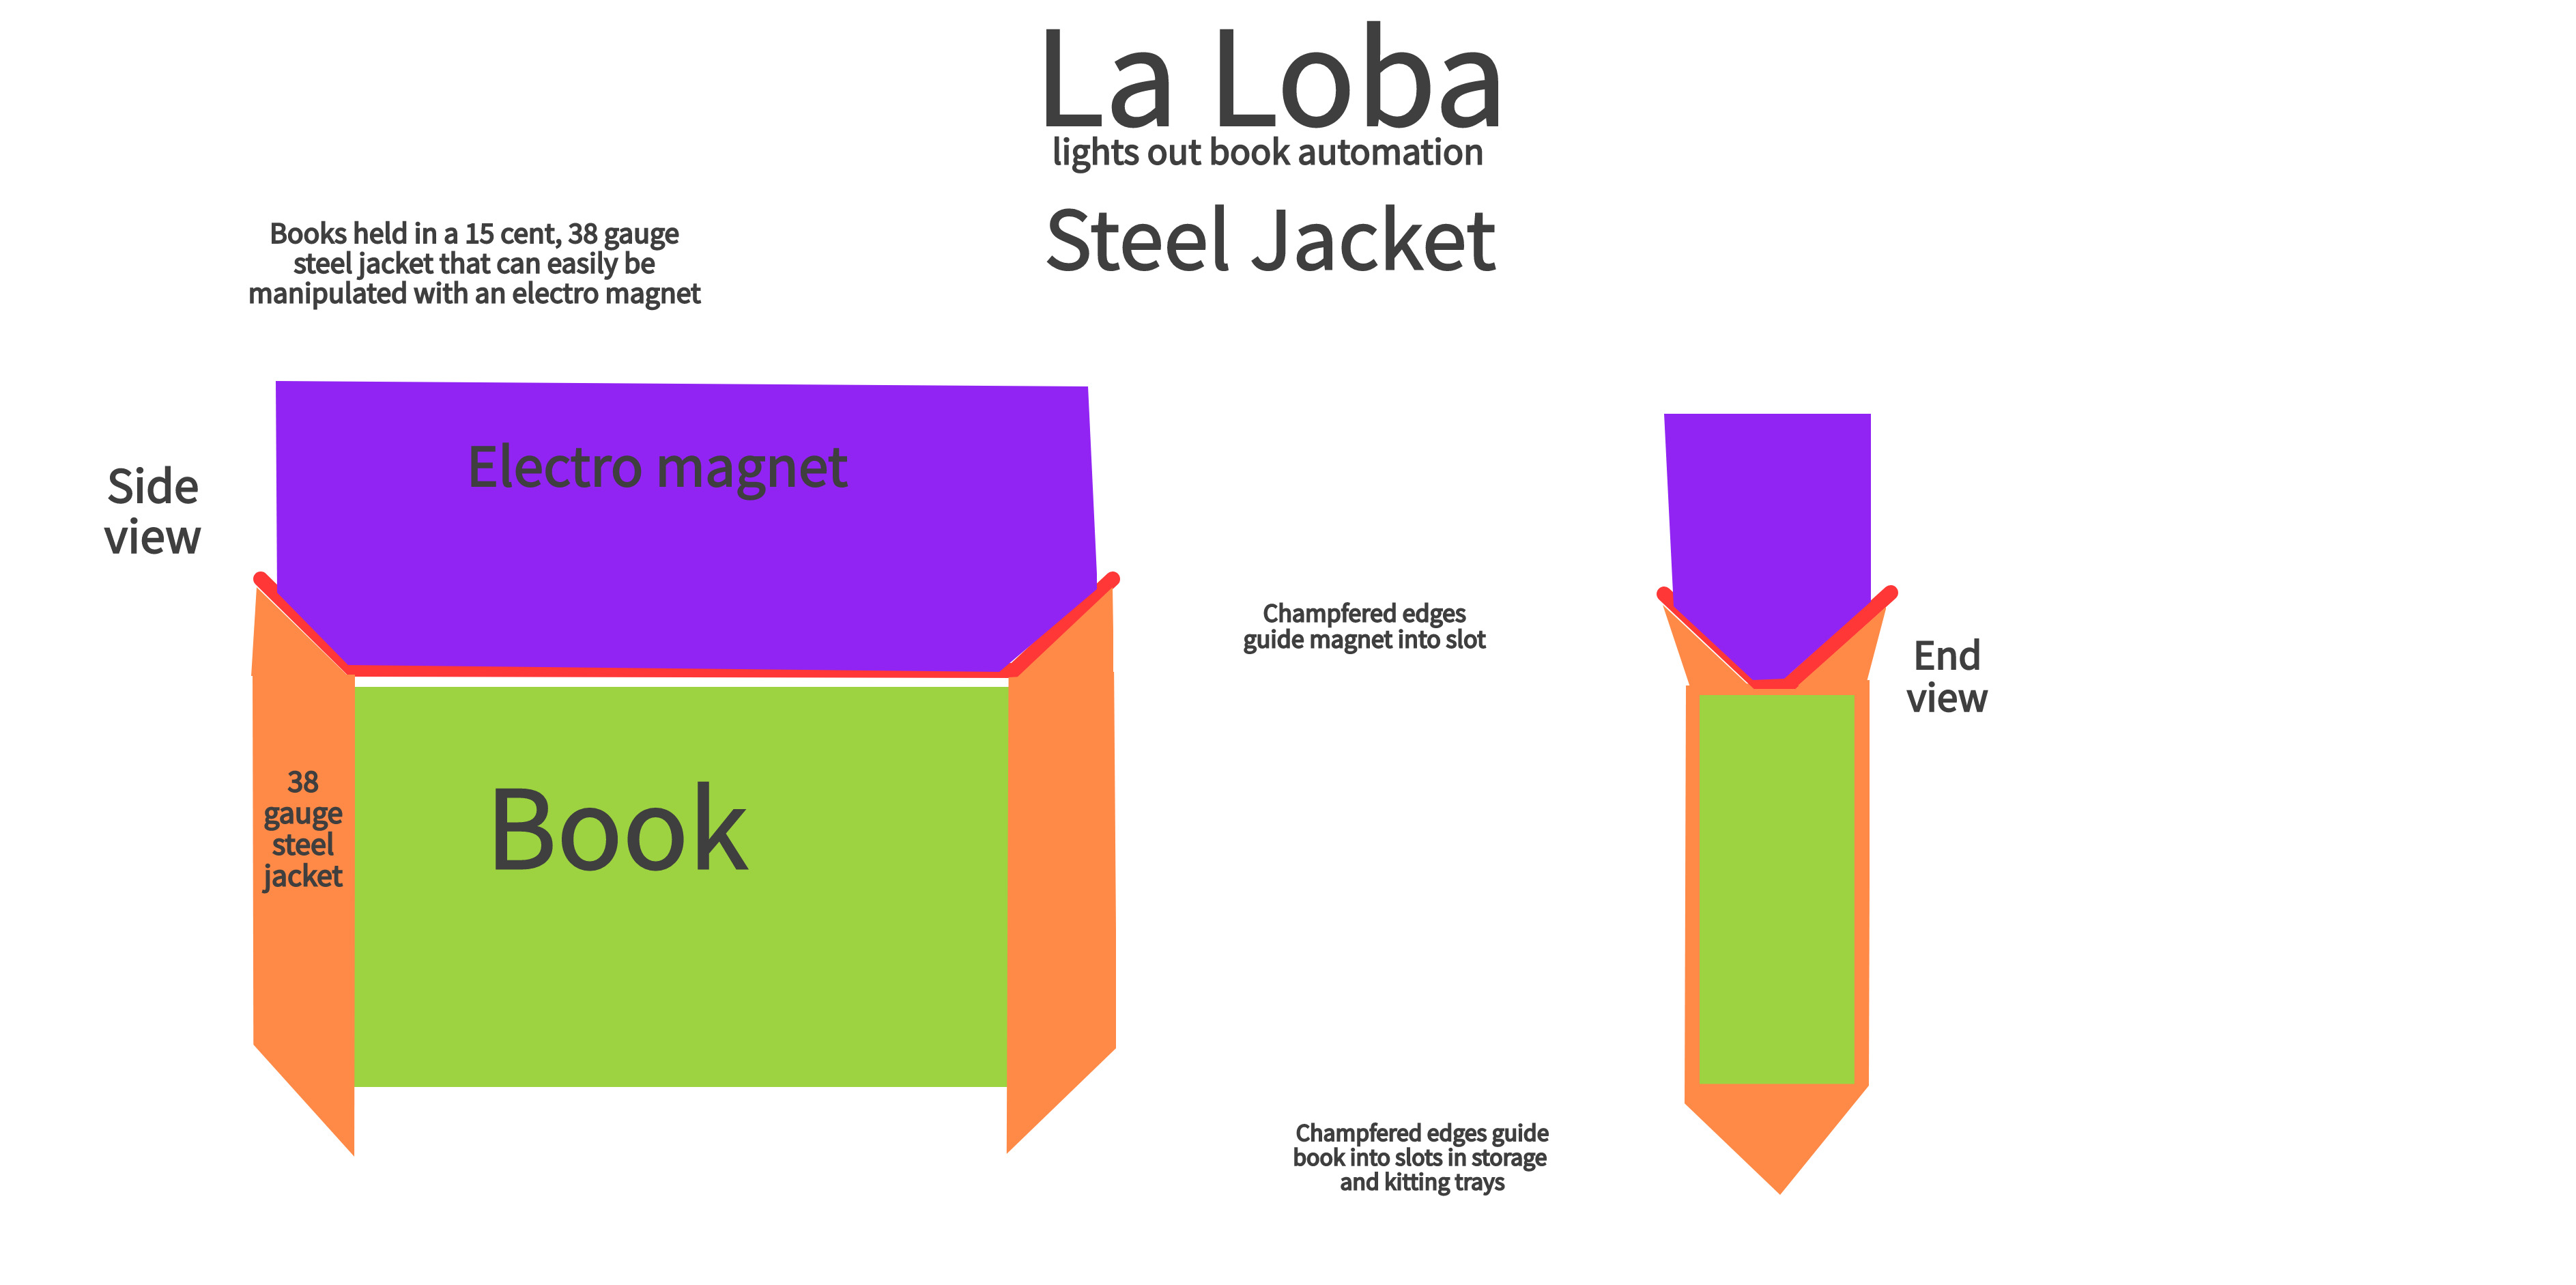 La Loba
lights out book automation
Steel Jacket
Books held in a 15 cent, 38 gauge
steel jacket that can easily be
manipulated with an electro magnet
Side
view
Electro magnet
Champfered edges
guide magnet into slot
End
view
38
gauge
steel
jacket
Book
Champfered edges guide
book into slots in storage
and kitting trays